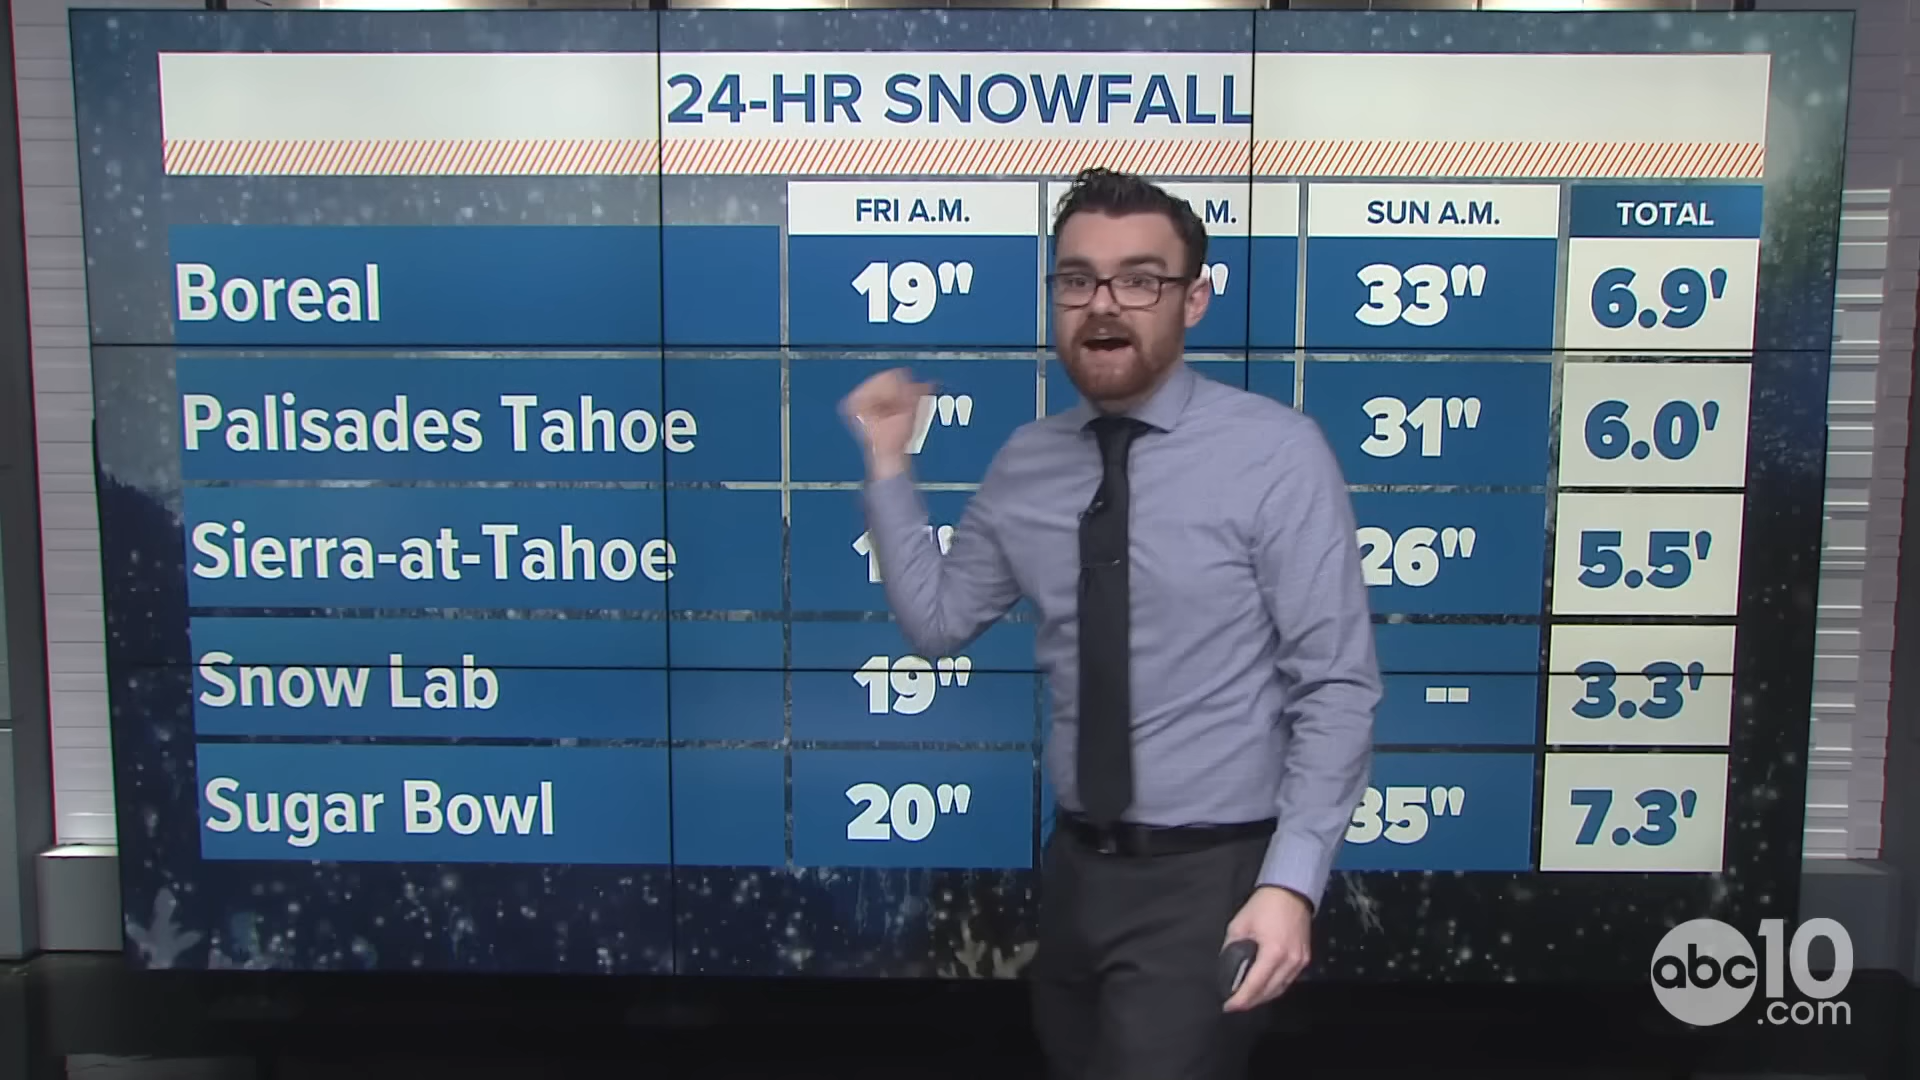 24-HR SNOWFALL
FRI A.M. SUN A.M. TOTAL
Boreal 19" 33" 6.9'
Palisades Tahoe 31" 6.0'
Sierra-at-Tahoe 26" 5.5'
Snow Lab 19" -- 3.3'
Sugar Bowl 20" 35" 7.3'
abc10
.com